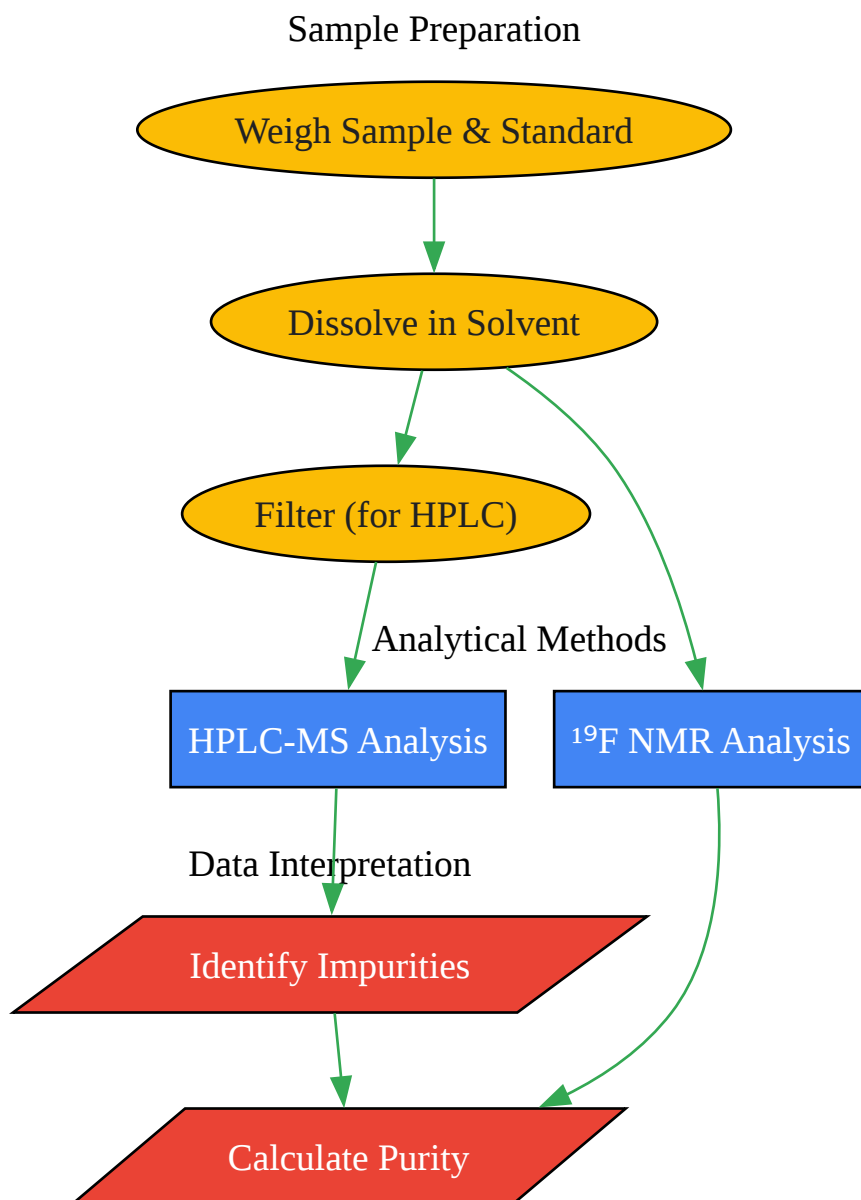 Sample Preparation
Weigh Sample & Standard
Dissolve in Solvent
Filter (for HPLC)
Analytical Methods
HPLC-MS Analysis
¹⁹F NMR Analysis
Data Interpretation
Identify Impurities
Calculate Purity